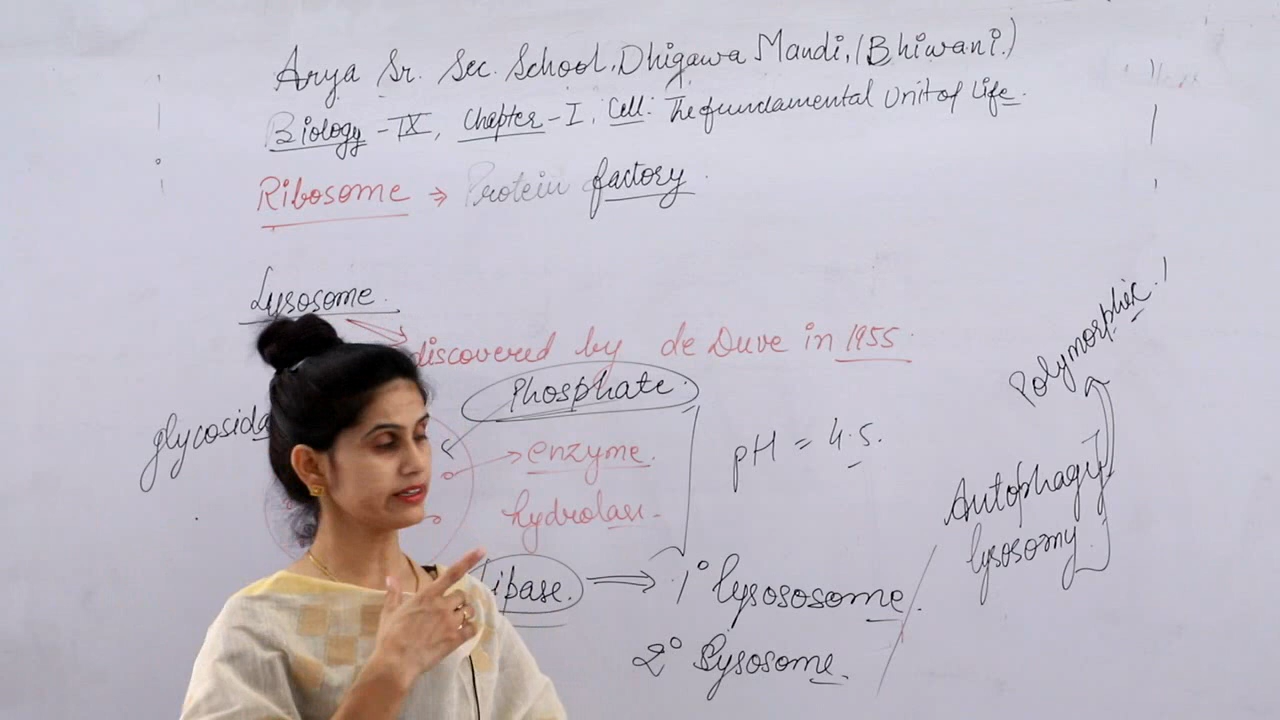 Arya Sr. Sec. School, Dhigawa Mandi, (Bhiwani.)
Biology - IX, Chapter - I, Cell: The fundamental Unit of Life.
Ribosome → Protein factory.
Lysosome.
discovered by de Duve in 1955.
Phosphate.
Polymorphic
glycosida
enzyme.
pH = 4.5.
hydrolase.
Autophagy
lysosomy
lipase. ⇒ 1° lysososome.
2° Lysosome.